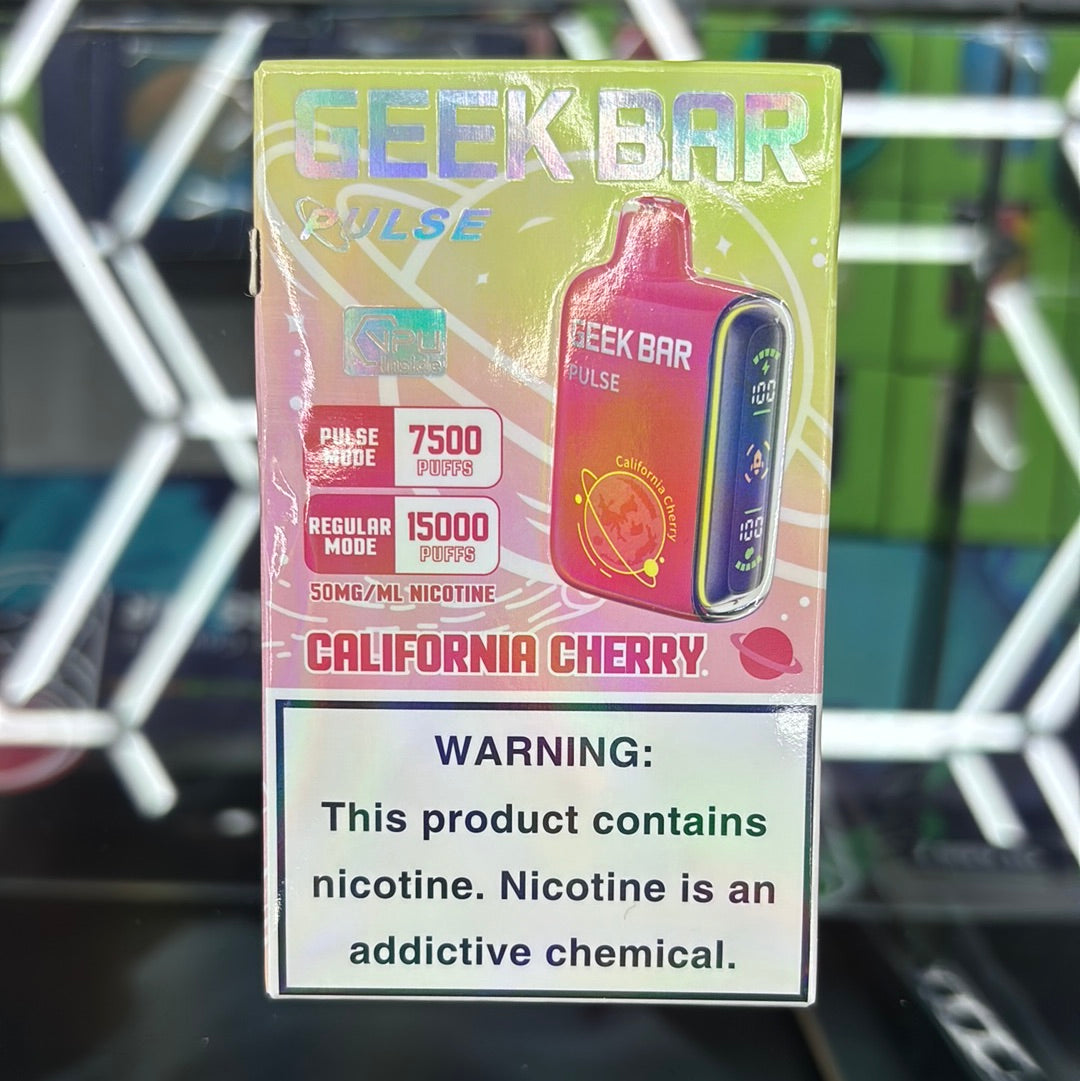 GEEK BAR
PULSE
VPU
inside
GEEK BAR
PULSE
100
PULSE MODE
7500
PUFFS
California Cherry
REGULAR MODE
15000
PUFFS
100
50MG/ML NICOTINE
CALIFORNIA CHERRY
WARNING:
This product contains
nicotine. Nicotine is an
addictive chemical.